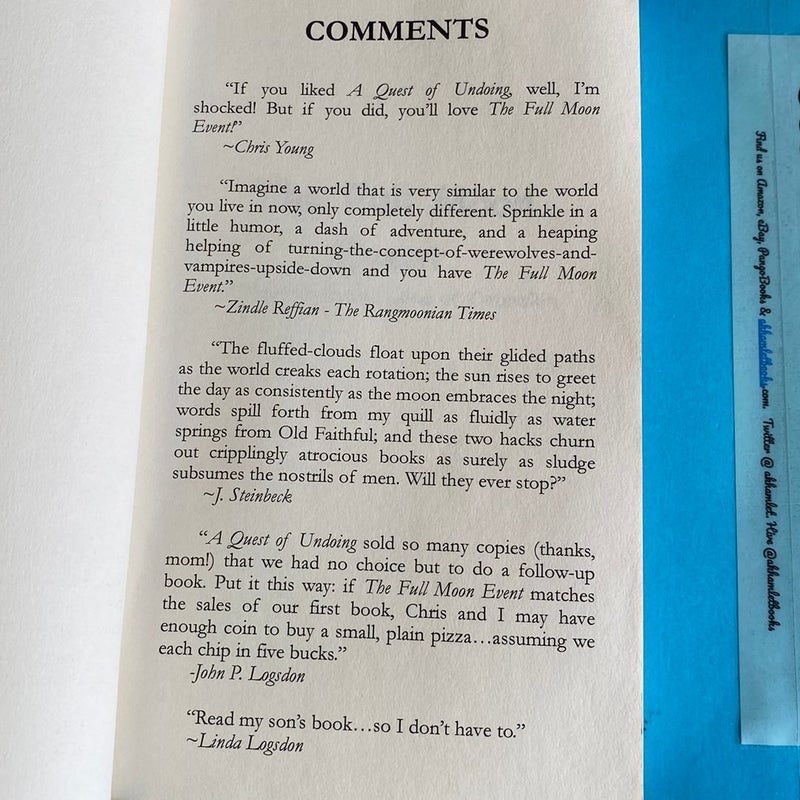 COMMENTS
“If you liked A Quest of Undoing, well, I’m
shocked! But if you did, you’ll love The Full Moon
Event!”
~Chris Young
“Imagine a world that is very similar to the world
you live in now, only completely different. Sprinkle in a
little humor, a dash of adventure, and a heaping
helping of turning-the-concept-of-werewolves-and-
vampires-upside-down and you have The Full Moon
Event.”
~Zindle Reffian - The Rangmoonian Times
“The fluffed-clouds float upon their glided paths
as the world creaks each rotation; the sun rises to greet
the day as consistently as the moon embraces the night;
words spill forth from my quill as fluidly as water
springs from Old Faithful; and these two hacks churn
out cripplingly atrocious books as surely as sludge
subsumes the nostrils of men. Will they ever stop?”
~J. Steinbeck
“A Quest of Undoing sold so many copies (thanks,
mom!) that we had no choice but to do a follow-up
book. Put it this way: if The Full Moon Event matches
the sales of our first book, Chris and I may have
enough coin to buy a small, plain pizza…assuming we
each chip in five bucks.”
-John P. Logsdon
“Read my son’s book…so I don’t have to.”
~Linda Logsdon
Find us on Amazon, eBay, PangoBooks & akhamletbooks.com. Twitter @ akhamlet. Hive @akhamletbooks